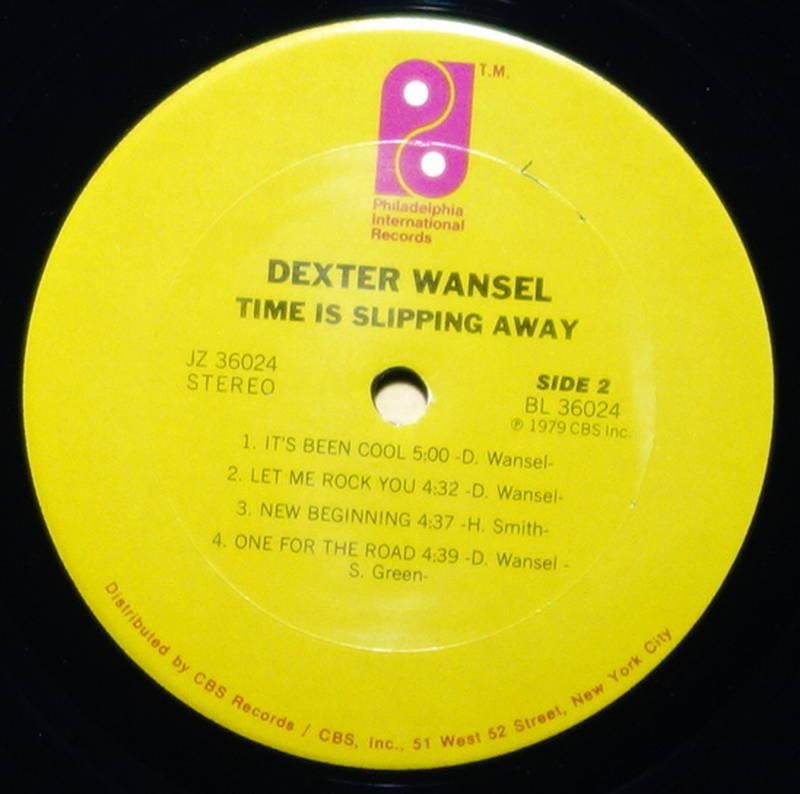 T.M.
Philadelphia
International
Records
DEXTER WANSEL
TIME IS SLIPPING AWAY
JZ 36024
STEREO
SIDE 2
BL 36024
℗ 1979 CBS Inc.
1. IT'S BEEN COOL 5:00 -D. Wansel-
2. LET ME ROCK YOU 4:32 -D. Wansel-
3. NEW BEGINNING 4:37 -H. Smith-
4. ONE FOR THE ROAD 4:39 -D. Wansel -
S. Green-
Distributed by CBS Records / CBS, Inc., 51 West 52 Street, New York City